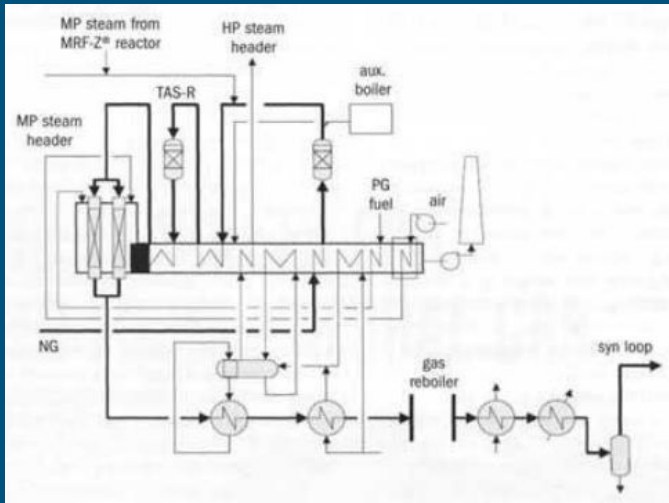 MP steam from
MRF-Z® reactor
HP steam
header
aux.
boiler
TAS-R
MP steam
header
PG
fuel
air
NG
gas
reboiler
syn loop